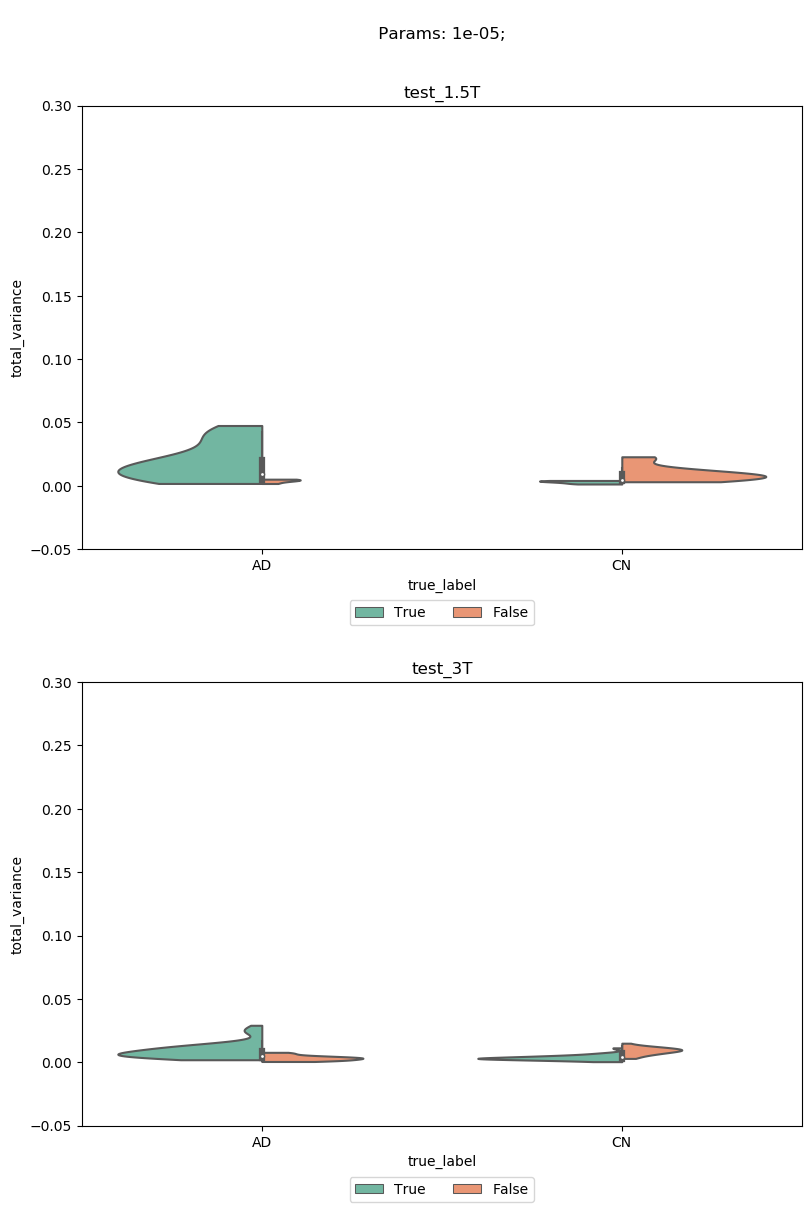 Params: 1e-05;
test_1.5T
0.30
0.25
0.20
0.15
0.10
0.05
0.00
−0.05
total_variance
AD CN
true_label
True False
test_3T
0.30
0.25
0.20
0.15
0.10
0.05
0.00
−0.05
total_variance
AD CN
true_label
True False